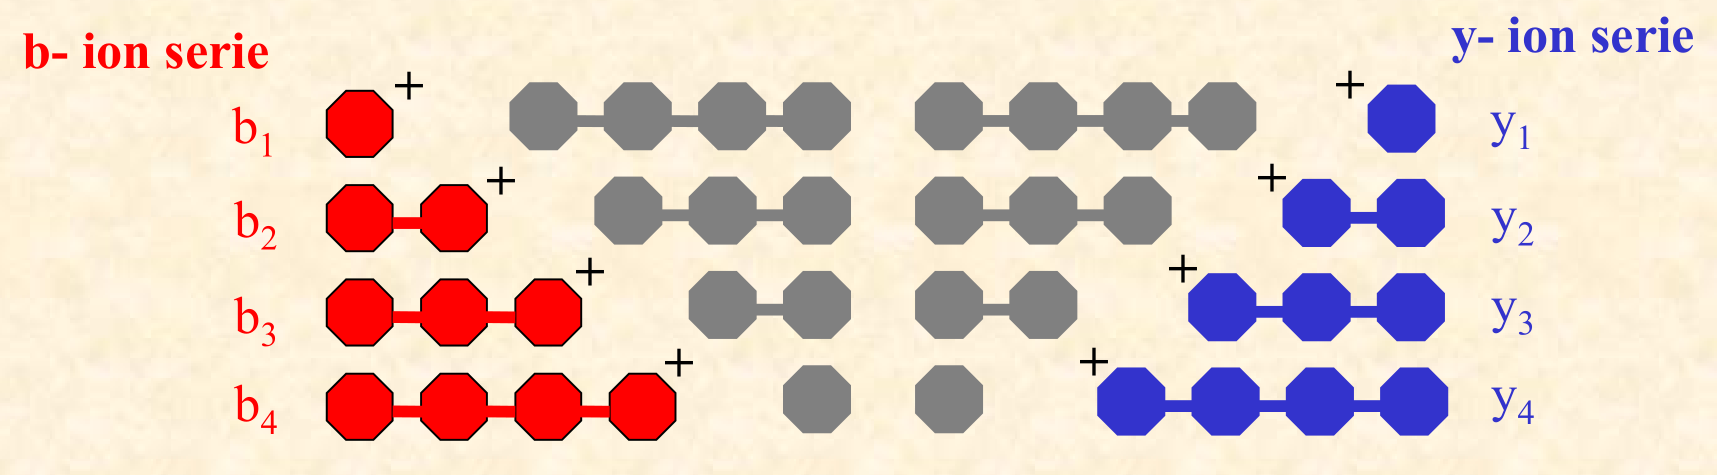 b- ion serie
y- ion serie
b1 + + y1
b2 + + y2
b3 + + y3
b4 + + y4